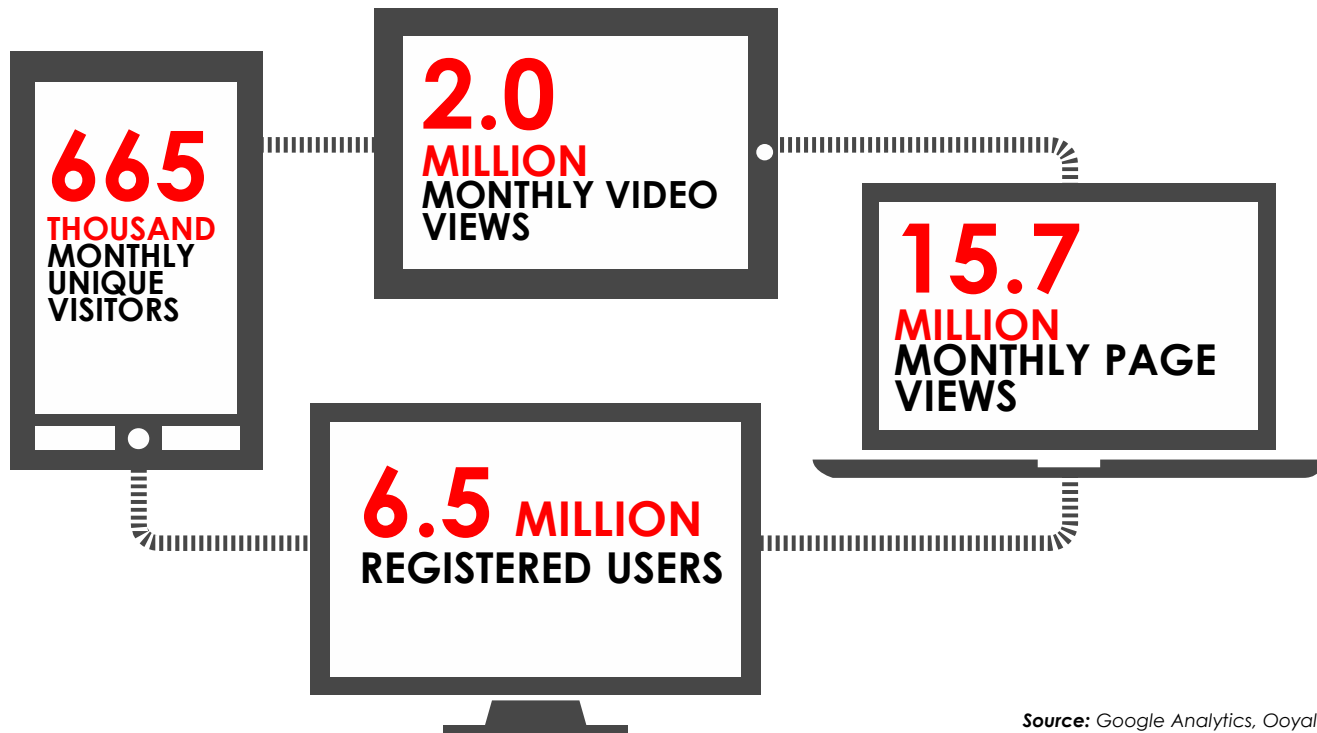 665
THOUSAND
MONTHLY
UNIQUE
VISITORS
2.0
MILLION
MONTHLY VIDEO
VIEWS
15.7
MILLION
MONTHLY PAGE
VIEWS
6.5 MILLION
REGISTERED USERS
Source: Google Analytics, Ooyal